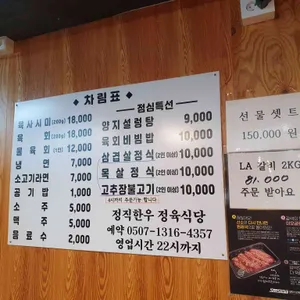 ◆ 차림표 ◆
육사시미(200g) 18,000
육 회(200g) 18,000
물육회(1인) 12,000
냉 면 7,000
소고기라면 7,000
공기밥 1,000
소 주 5,000
맥 주 5,000
음료수 2,000
점심특선
양지설렁탕 9,000
육회비빔밥 10,000
삼겹살정식(2인 이상) 10,000
목살정식(2인 이상) 10,000
고추장불고기(2인 이상) 10,000
정직한우 정육식당
예약 0507-1316-4357
영업시간 22시까지
선물셋트
150,000 원
LA 갈비 2KG
81.000
주문 받아요